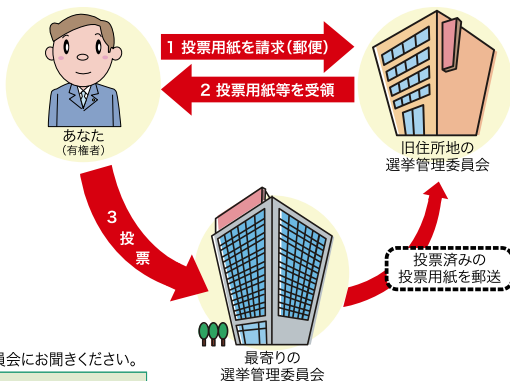 1 投票用紙を請求(郵便)
2 投票用紙等を受領
あなた
(有権者)
旧住所地の
選挙管理委員会
3 投票
投票済みの
投票用紙を郵送
員会にお聞きください。
最寄りの
選挙管理委員会